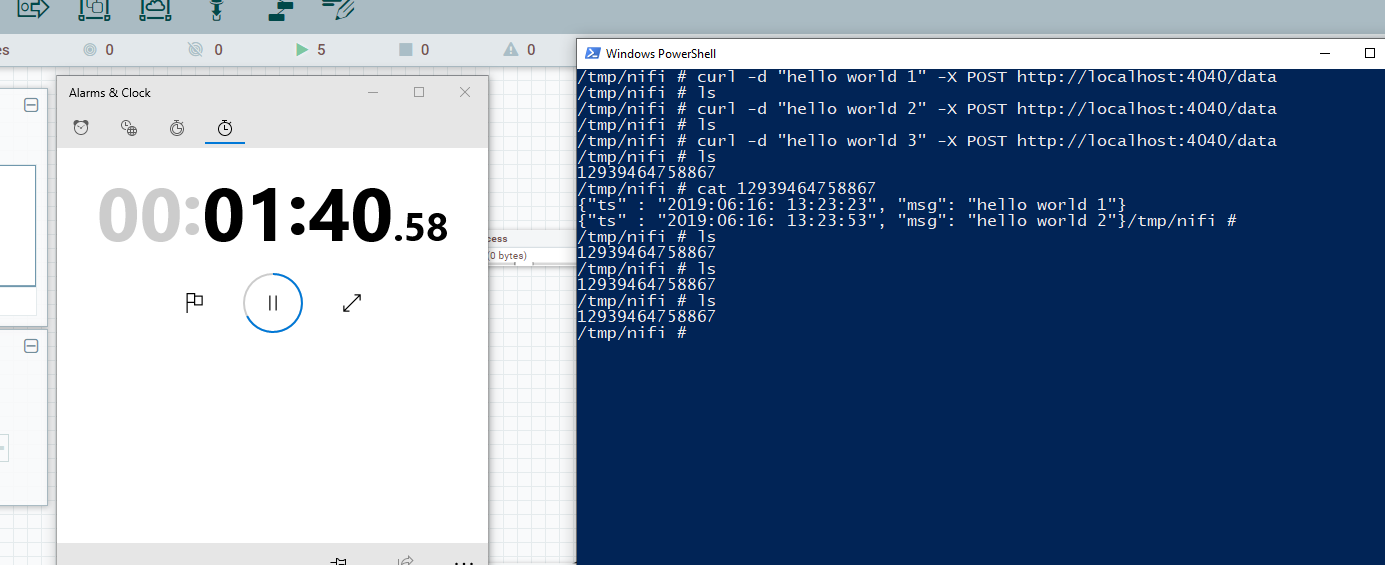 es 0 0 5 0 0
Alarms & Clock
00:01:40.58
cess
(0 bytes)
Windows PowerShell
/tmp/nifi # curl -d "hello world 1" -X POST http://localhost:4040/data
/tmp/nifi # ls
/tmp/nifi # curl -d "hello world 2" -X POST http://localhost:4040/data
/tmp/nifi # ls
/tmp/nifi # curl -d "hello world 3" -X POST http://localhost:4040/data
/tmp/nifi # ls
12939464758867
/tmp/nifi # cat 12939464758867
{"ts" : "2019:06:16: 13:23:23", "msg": "hello world 1"}
{"ts" : "2019:06:16: 13:23:53", "msg": "hello world 2"}/tmp/nifi #
/tmp/nifi # ls
12939464758867
/tmp/nifi # ls
12939464758867
/tmp/nifi # ls
12939464758867
/tmp/nifi #